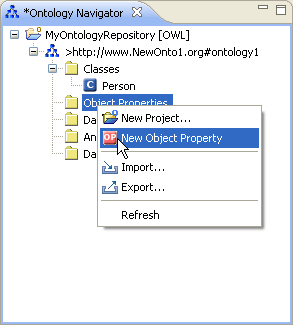 *Ontology Navigator
MyOntologyRepository [OWL]
>http://www.NewOnto1.org#ontology1
Classes
C Person
Object Properties
Da
An
Da
New Project...
OP New Object Property
Import...
Export...
Refresh